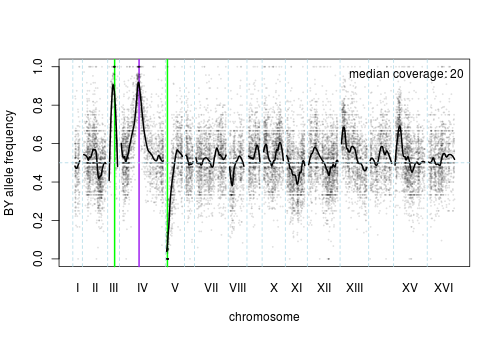 median coverage: 20
BY allele frequency
1.0
0.8
0.6
0.4
0.2
0.0
I II III IV V VII VIII X XI XII XIII XV XVI
chromosome